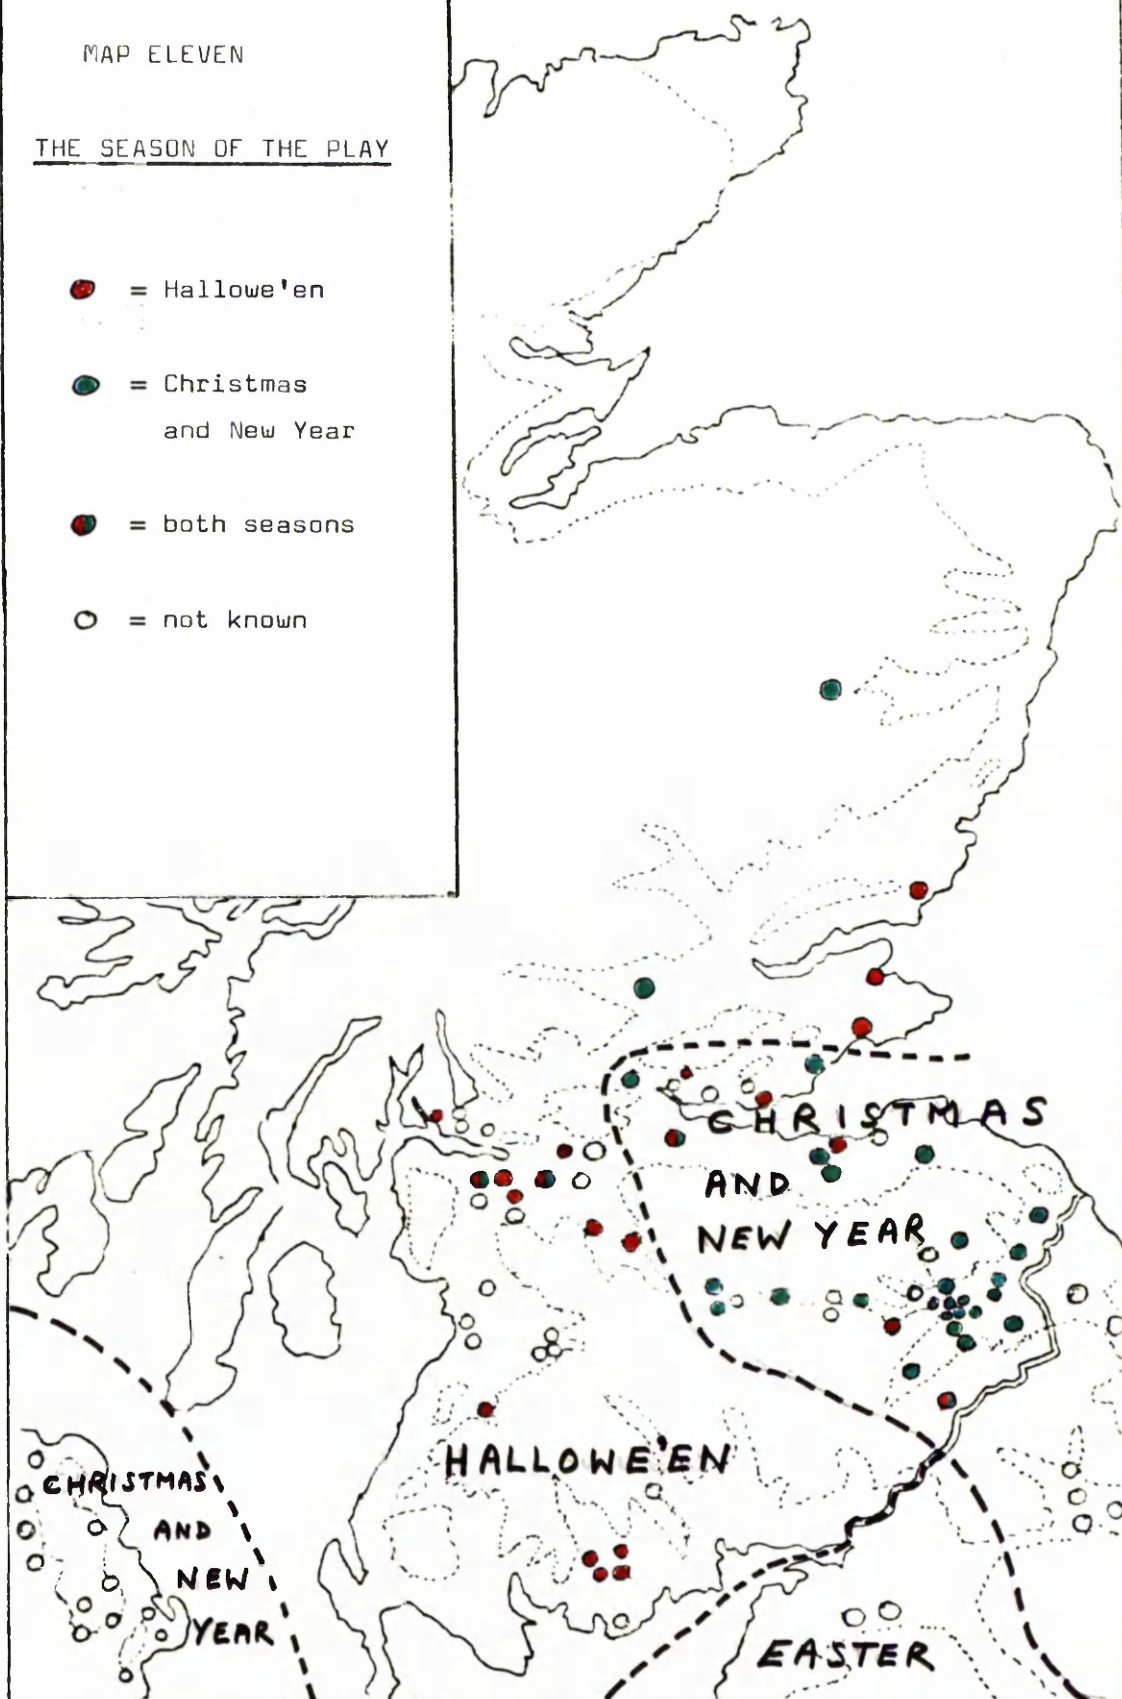 MAP ELEVEN
THE SEASON OF THE PLAY
= Hallowe'en
= Christmas
and New Year
= both seasons
= not known
CHRISTMAS
AND
NEW YEAR
HALLOWE'EN
CHRISTMAS
AND
NEW
YEAR
EASTER